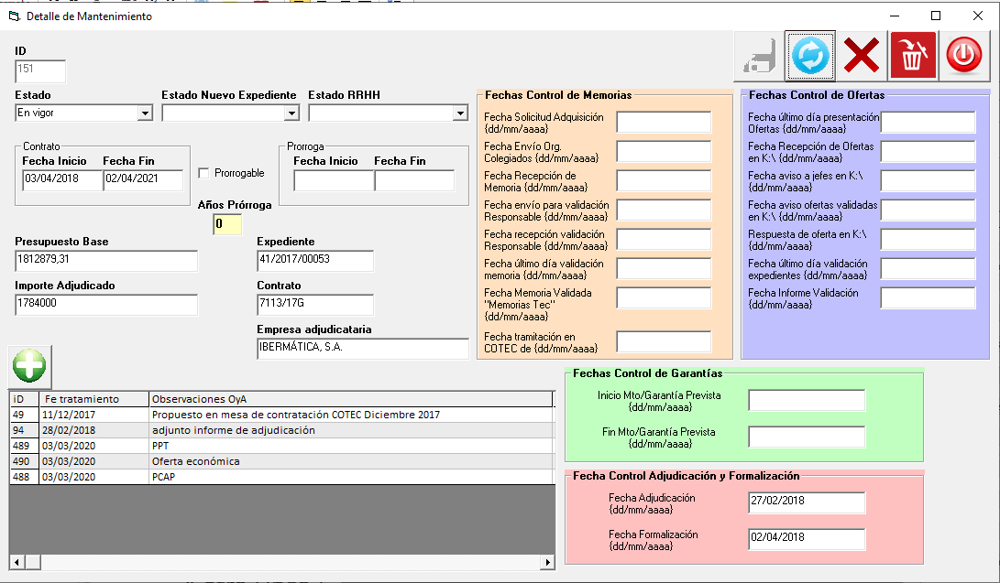 Detalle de Mantenimiento
ID
151
Estado
Estado Nuevo Expediente
Estado RRHH
En vigor
Contrato
Fecha Inicio
Fecha Fin
03/04/2018
02/04/2021
Prorrogable
Prorroga
Fecha Inicio
Fecha Fin
Años Prórroga
0
Presupuesto Base
1812879,31
Expediente
41/2017/00053
Importe Adjudicado
1784000
Contrato
7113/17G
Empresa adjudicataria
IBERMÁTICA, S.A.
Fechas Control de Memorias
Fecha Solicitud Adquisición
{dd/mm/aaaa}
Fecha Envío Org.
Colegiados {dd/mm/aaaa}
Fecha Recepción de
Memoria {dd/mm/aaaa}
Fecha envío para validación
Responsable {dd/mm/aaaa}
Fecha recepción validación
Responsable {dd/mm/aaaa}
Fecha último día validación
memoria {dd/mm/aaaa}
Fecha Memoria Validada
"Memorias Tec"
{dd/mm/aaaa}
Fecha tramitación en
COTEC de {dd/mm/aaaa}
Fechas Control de Ofertas
Fecha último día presentación
Ofertas {dd/mm/aaaa}
Fecha Recepción de Ofertas
en K:\ {dd/mm/aaaa}
Fecha aviso a jefes en K:\
{dd/mm/aaaa}
Fecha aviso ofertas validadas
en K:\ {dd/mm/aaaa}
Respuesta de oferta en K:\
{dd/mm/aaaa}
Fecha último día validación
expedientes {dd/mm/aaaa}
Fecha Informe Validación
{dd/mm/aaaa}
iD Fe tratamiento Observaciones OyA
49 11/12/2017 Propuesto en mesa de contratación COTEC Diciembre 2017
94 28/02/2018 adjunto informe de adjudicación
489 03/03/2020 PPT
490 03/03/2020 Oferta económica
488 03/03/2020 PCAP
Fechas Control de Garantías
Inicio Mto/Garantía Prevista
{dd/mm/aaaa}
Fin Mto/Garantía Prevista
{dd/mm/aaaa}
Fecha Control Adjudicación y Formalización
Fecha Adjudicación
{dd/mm/aaaa}
27/02/2018
Fecha Formalización
{dd/mm/aaaa}
02/04/2018